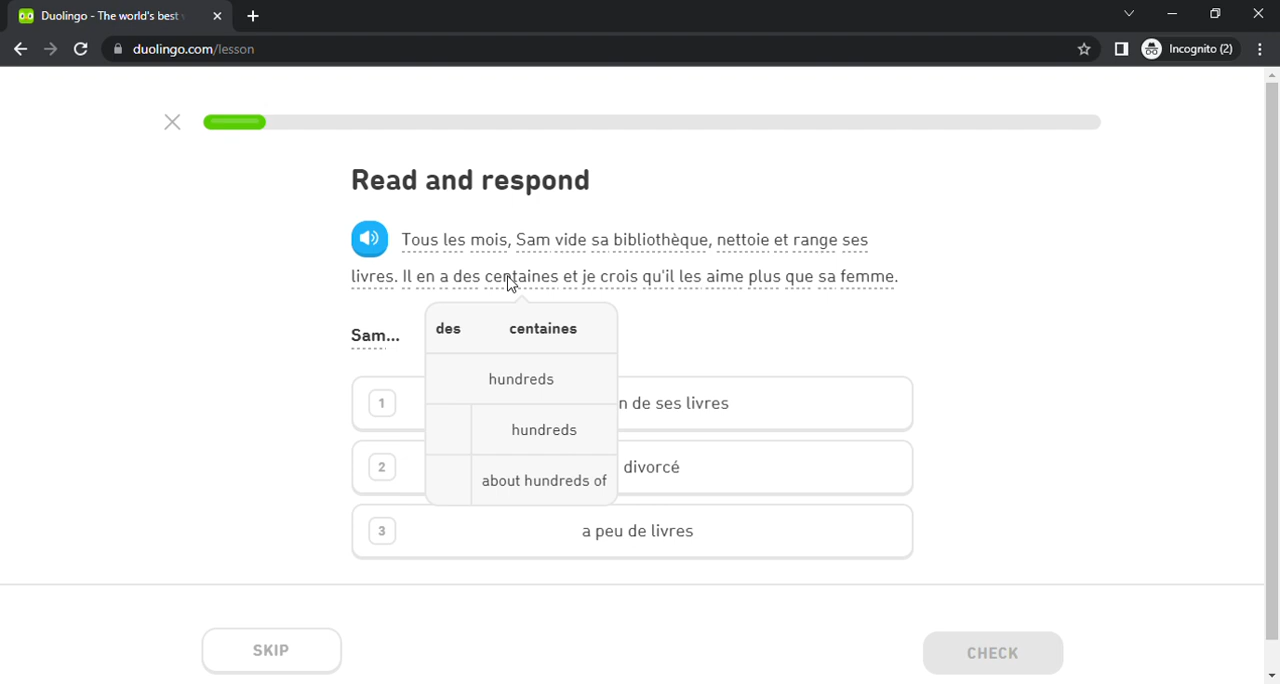 Duolingo - The world's best
duolingo.com/lesson
Incognito (2)
Read and respond
Tous les mois, Sam vide sa bibliothèque, nettoie et range ses
livres. Il en a des centaines et je crois qu'il les aime plus que sa femme.
Sam...
des centaines
hundreds
hundreds
about hundreds of
1 n de ses livres
2 divorcé
3 a peu de livres
SKIP
CHECK